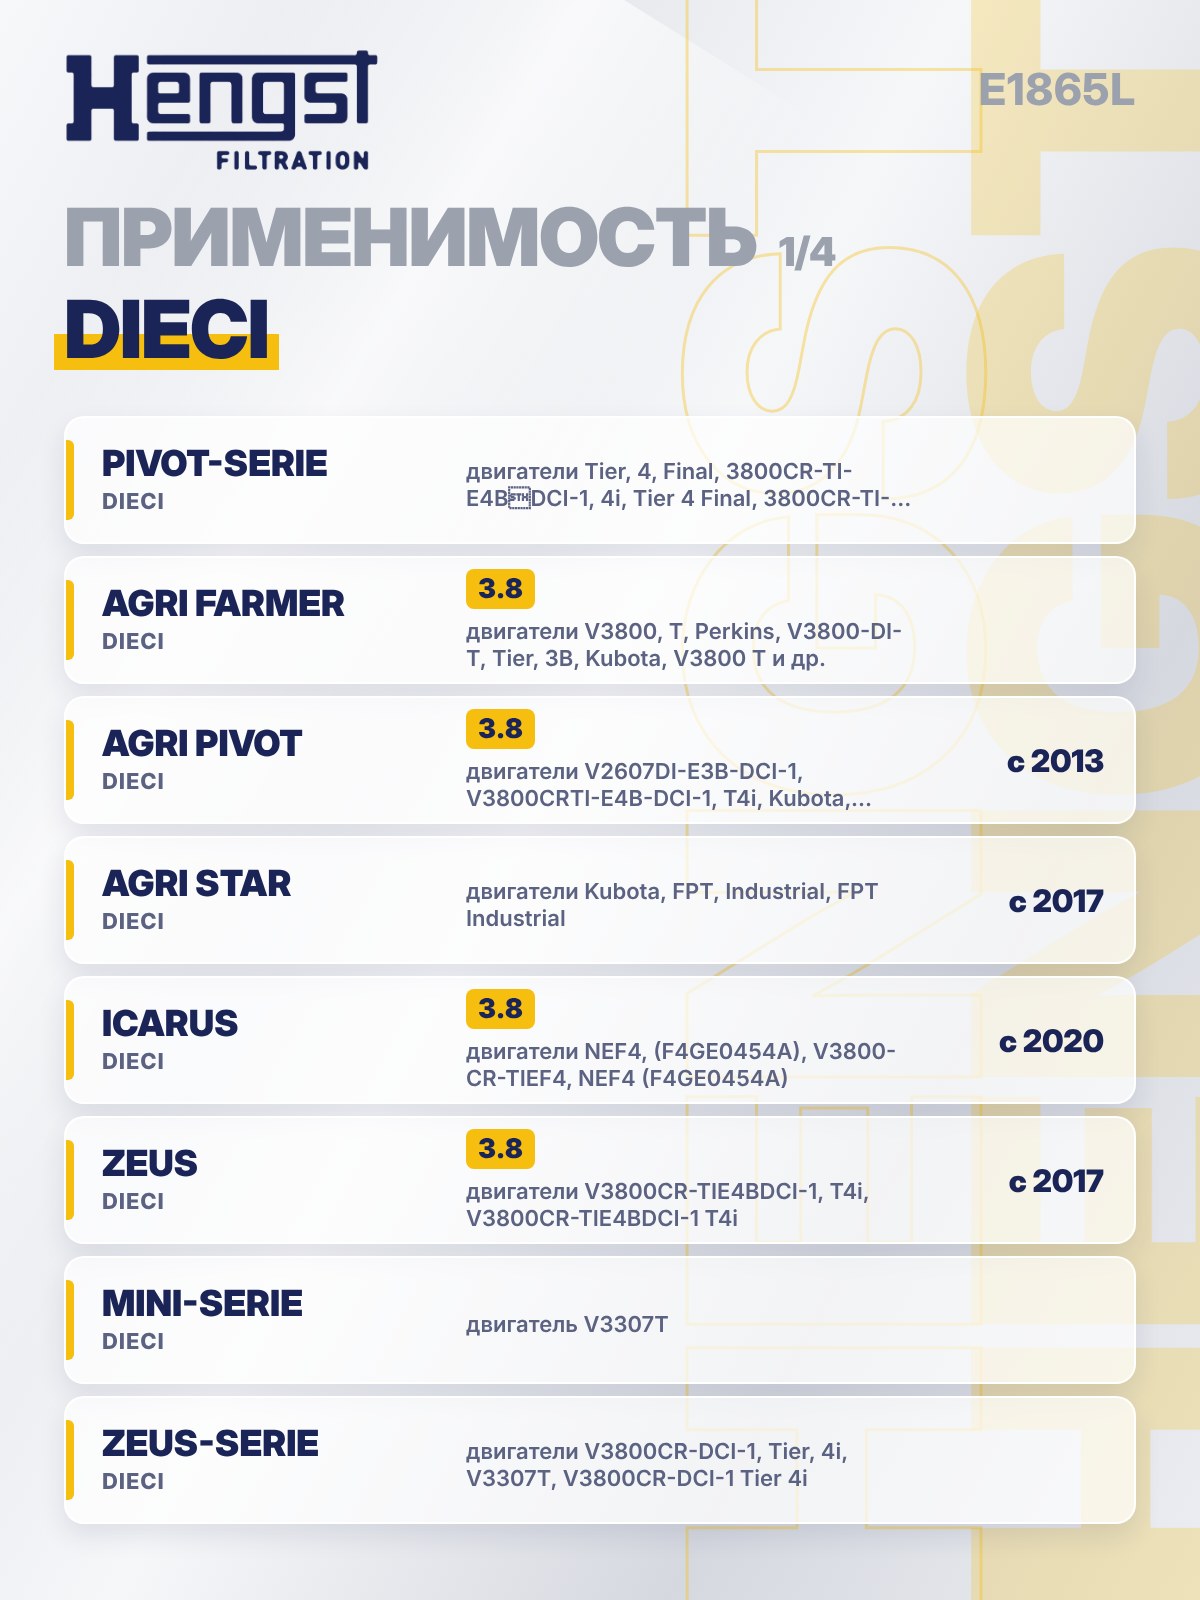 Hengst
FILTRATION
E1865L
ПРИМЕНИМОСТЬ 1/4
DIECI
PIVOT-SERIE
DIECI
двигатели Tier, 4, Final, 3800CR-TI-
E4BDCI-1, 4i, Tier 4 Final, 3800CR-TI-...
AGRI FARMER
DIECI
3.8
двигатели V3800, T, Perkins, V3800-DI-
T, Tier, 3B, Kubota, V3800 T и др.
AGRI PIVOT
DIECI
3.8
двигатели V2607DI-E3B-DCI-1,
V3800CRTI-E4B-DCI-1, T4i, Kubota,...
с 2013
AGRI STAR
DIECI
двигатели Kubota, FPT, Industrial, FPT
Industrial
с 2017
ICARUS
DIECI
3.8
двигатели NEF4, (F4GE0454A), V3800-
CR-TIEF4, NEF4 (F4GE0454A)
с 2020
ZEUS
DIECI
3.8
двигатели V3800CR-TIE4BDCI-1, T4i,
V3800CR-TIE4BDCI-1 T4i
с 2017
MINI-SERIE
DIECI
двигатель V3307T
ZEUS-SERIE
DIECI
двигатели V3800CR-DCI-1, Tier, 4i,
V3307T, V3800CR-DCI-1 Tier 4i